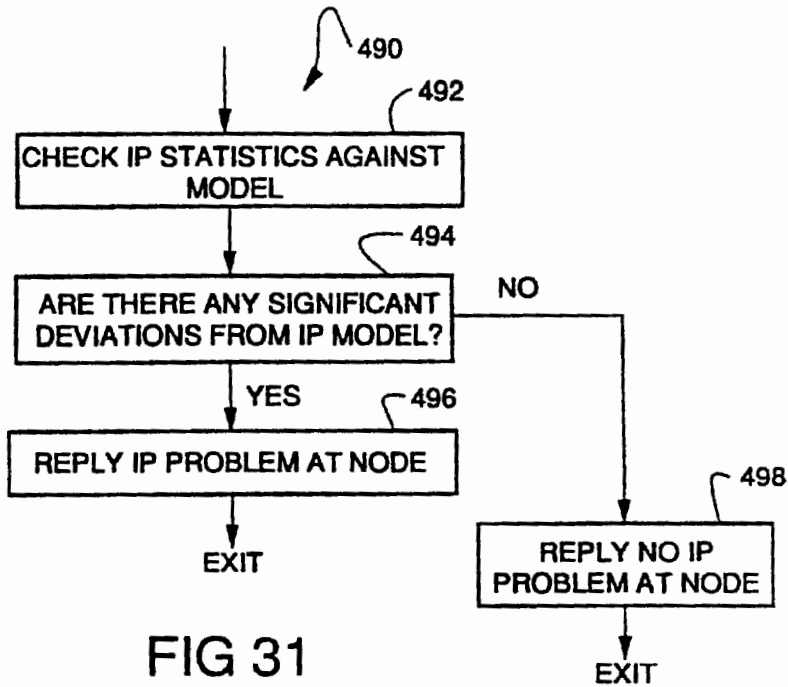 490
492
CHECK IP STATISTICS AGAINST
MODEL
494
ARE THERE ANY SIGNIFICANT
DEVIATIONS FROM IP MODEL?
NO
YES
496
REPLY IP PROBLEM AT NODE
EXIT
498
REPLY NO IP
PROBLEM AT NODE
EXIT
FIG 31